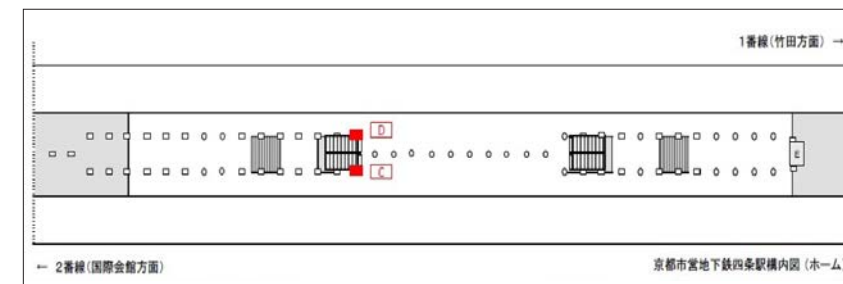 1番線(竹田方面) →
D
E
C
← 2番線(国際会館方面)
京都市営地下鉄四条駅構内図 (ホーム)